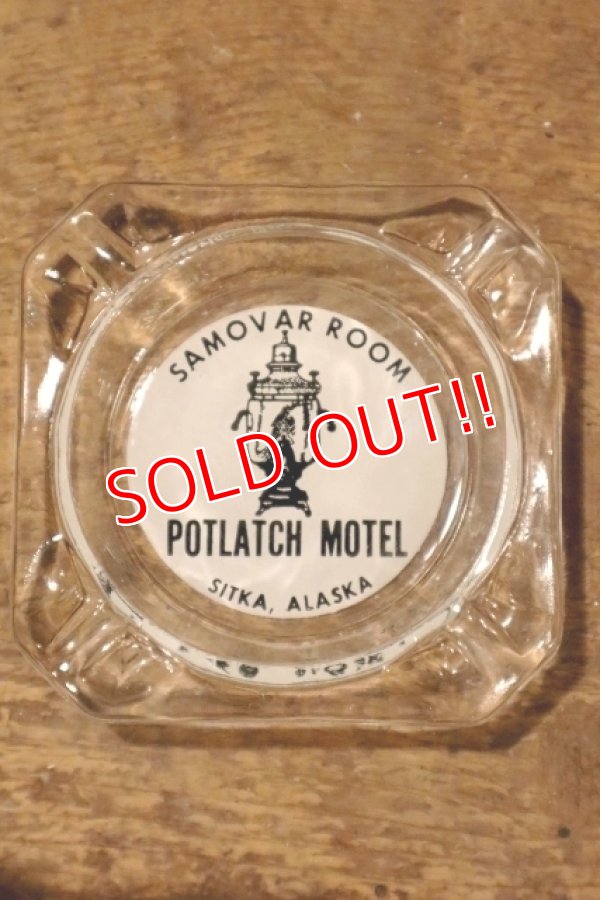 SAMOVAR ROOM
SOLD OUT!!
POTLATCH MOTEL
SITKA, ALASKA